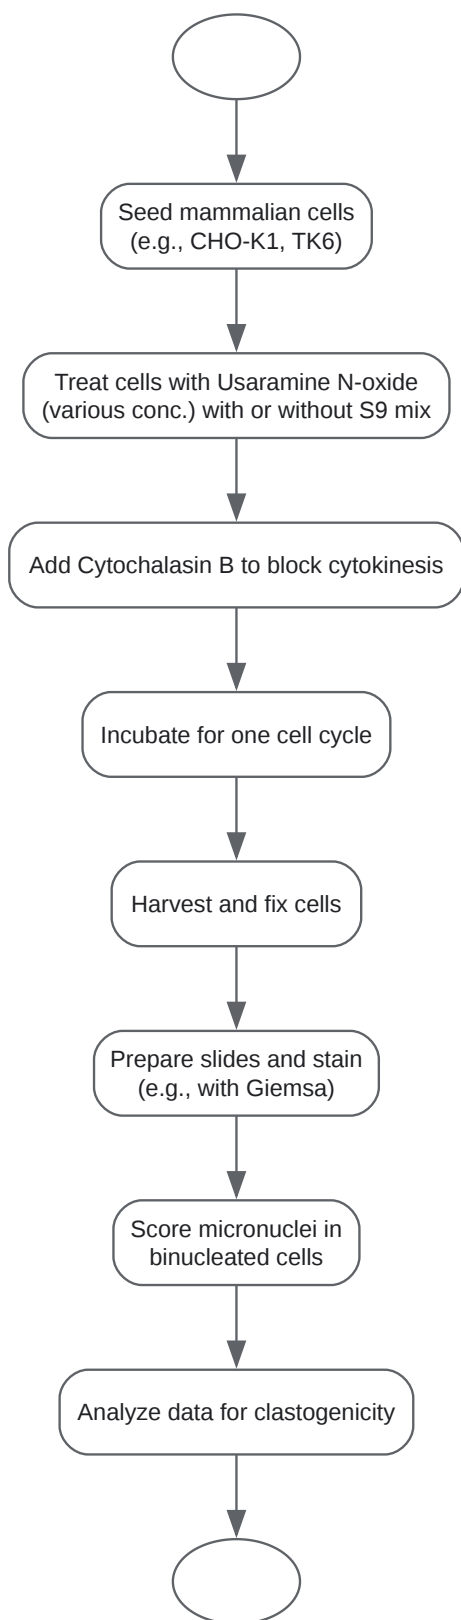 Seed mammalian cells
(e.g., CHO-K1, TK6)
Treat cells with Usaramine N-oxide
(various conc.) with or without S9 mix
Add Cytochalasin B to block cytokinesis
Incubate for one cell cycle
Harvest and fix cells
Prepare slides and stain
(e.g., with Giemsa)
Score micronuclei in
binucleated cells
Analyze data for clastogenicity